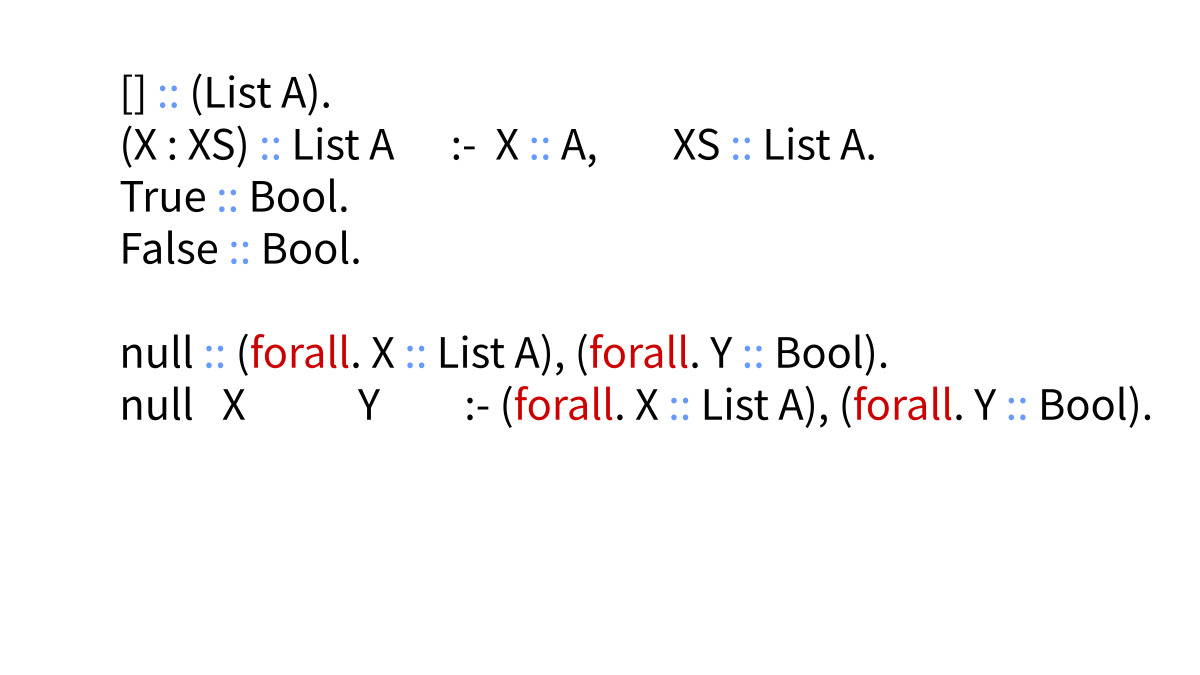 [] :: (List A).
(X : XS) :: List A :- X :: A, XS :: List A.
True :: Bool.
False :: Bool.
null :: (forall. X :: List A), (forall. Y :: Bool).
null X Y :- (forall. X :: List A), (forall. Y :: Bool).